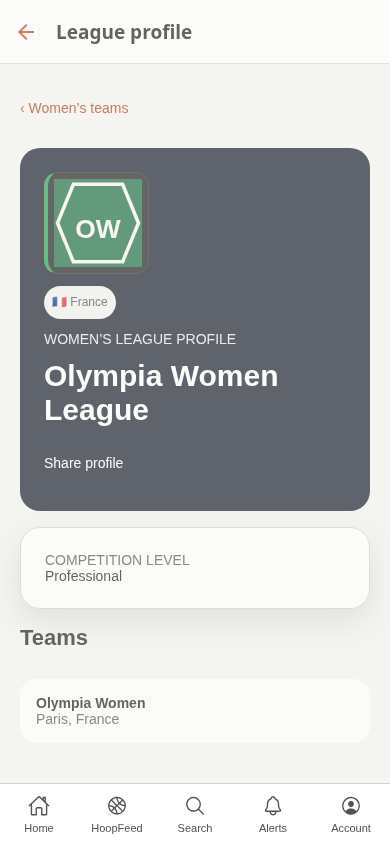 League profile
‹ Women's teams
OW
🇫🇷 France
WOMEN'S LEAGUE PROFILE
Olympia Women
League
Share profile
COMPETITION LEVEL
Professional
Teams
Olympia Women
Paris, France
Home HoopFeed Search Alerts Account